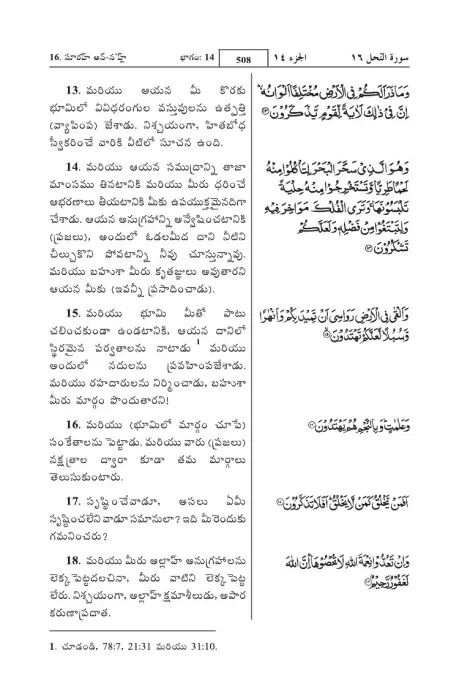 16. సూరహ్ అన్-న'హ్ల్ భాగం: 14 508 الجزء ١٤ سورة النحل ١٦
13. మరియు ఆయన మీ కొరకు
భూమిలో వివిధరంగుల వస్తువులను ఉత్పత్తి
(వ్యాపింప) జేశాడు. నిశ్చయంగా, హితబోధ
స్వీకరించే వారికి వీటిలో సూచన ఉంది.
وَمَا ذَرَأَ لَكُمْ فِي الْأَرْضِ مُخْتَلِفًا أَلْوَانُهُ
إِنَّ فِي ذَٰلِكَ لَآيَةً لِّقَوْمٍ يَذَّكَّرُونَ ١٣
14. మరియు ఆయన సముద్రాన్ని తాజా
మాంసము తినటానికి మరియు మీరు ధరించే
ఆభరణాలు తీయటానికి మీకు ఉపయుక్తమైనదిగా
చేశాడు. ఆయన అనుగ్రహాన్ని అన్వేషించటానికి
(ప్రజలు), అందులో ఓడలమీద దాని నీటిని
చీల్చుకొని పోవటాన్ని నీవు చూస్తున్నావు.
మరియు బహుశా మీరు కృతజ్ఞులు అవుతారని
ఆయన మీకు (ఇవన్నీ ప్రసాదించాడు).
وَهُوَ الَّذِي سَخَّرَ الْبَحْرَ لِتَأْكُلُوا مِنْهُ
لَحْمًا طَرِيًّا وَّتَسْتَخْرِجُوا مِنْهُ حِلْيَةً
تَلْبَسُونَهَا وَتَرَى الْفُلْكَ مَوَاخِرَ فِيهِ
وَلِتَبْتَغُوا مِنْ فَضْلِهِ وَلَعَلَّكُمْ
تَشْكُرُونَ ١٤
15. మరియు భూమి మీతో పాటు
చలించకుండా ఉండటానికి, ఆయన దానిలో
స్థిరమైన పర్వతాలను నాటాడు 1 మరియు
అందులో నదులను ప్రవహింపజేశాడు.
మరియు రహదారులను నిర్మించాడు, బహుశా
మీరు మార్గం పొందుతారని!
وَأَلْقَىٰ فِي الْأَرْضِ رَوَاسِيَ أَنْ تَمِيدَ بِكُمْ وَأَنْهَارًا
وَّسُبُلًا لَّعَلَّكُمْ تَهْتَدُونَ ١٥
16. మరియు (భూమిలో మార్గం చూపే)
సంకేతాలను పెట్టాడు. మరియు వారు (ప్రజలు)
నక్షత్రాల ద్వారా కూడా తమ మార్గాలు
తెలుసుకుంటారు.
وَعَلَامَاتٍ وَبِالنَّجْمِ هُمْ يَهْتَدُونَ ١٦
17. సృష్టించేవాడూ, అసలు ఏమీ
సృష్టించలేనివాడూ సమానులా? ఇది మీరెందుకు
గమనించరు?
أَفَمَنْ يَخْلُقُ كَمَنْ لَّا يَخْلُقُ أَفَلَا تَذَكَّرُونَ ١٧
18. మరియు మీరు అల్లాహ్ అనుగ్రహాలను
లెక్కపెట్టదలచినా, మీరు వాటిని లెక్కపెట్ట
లేరు. నిశ్చయంగా, అల్లాహ్ క్షమాశీలుడు, అపార
కరుణాప్రదాత.
وَإِنْ تَعُدُّوا نِعْمَةَ اللَّهِ لَا تُحْصُوهَا إِنَّ اللَّهَ
لَغَفُورٌ رَّحِيمٌ ١٨
1. చూడండి, 78:7, 21:31 మరియు 31:10.